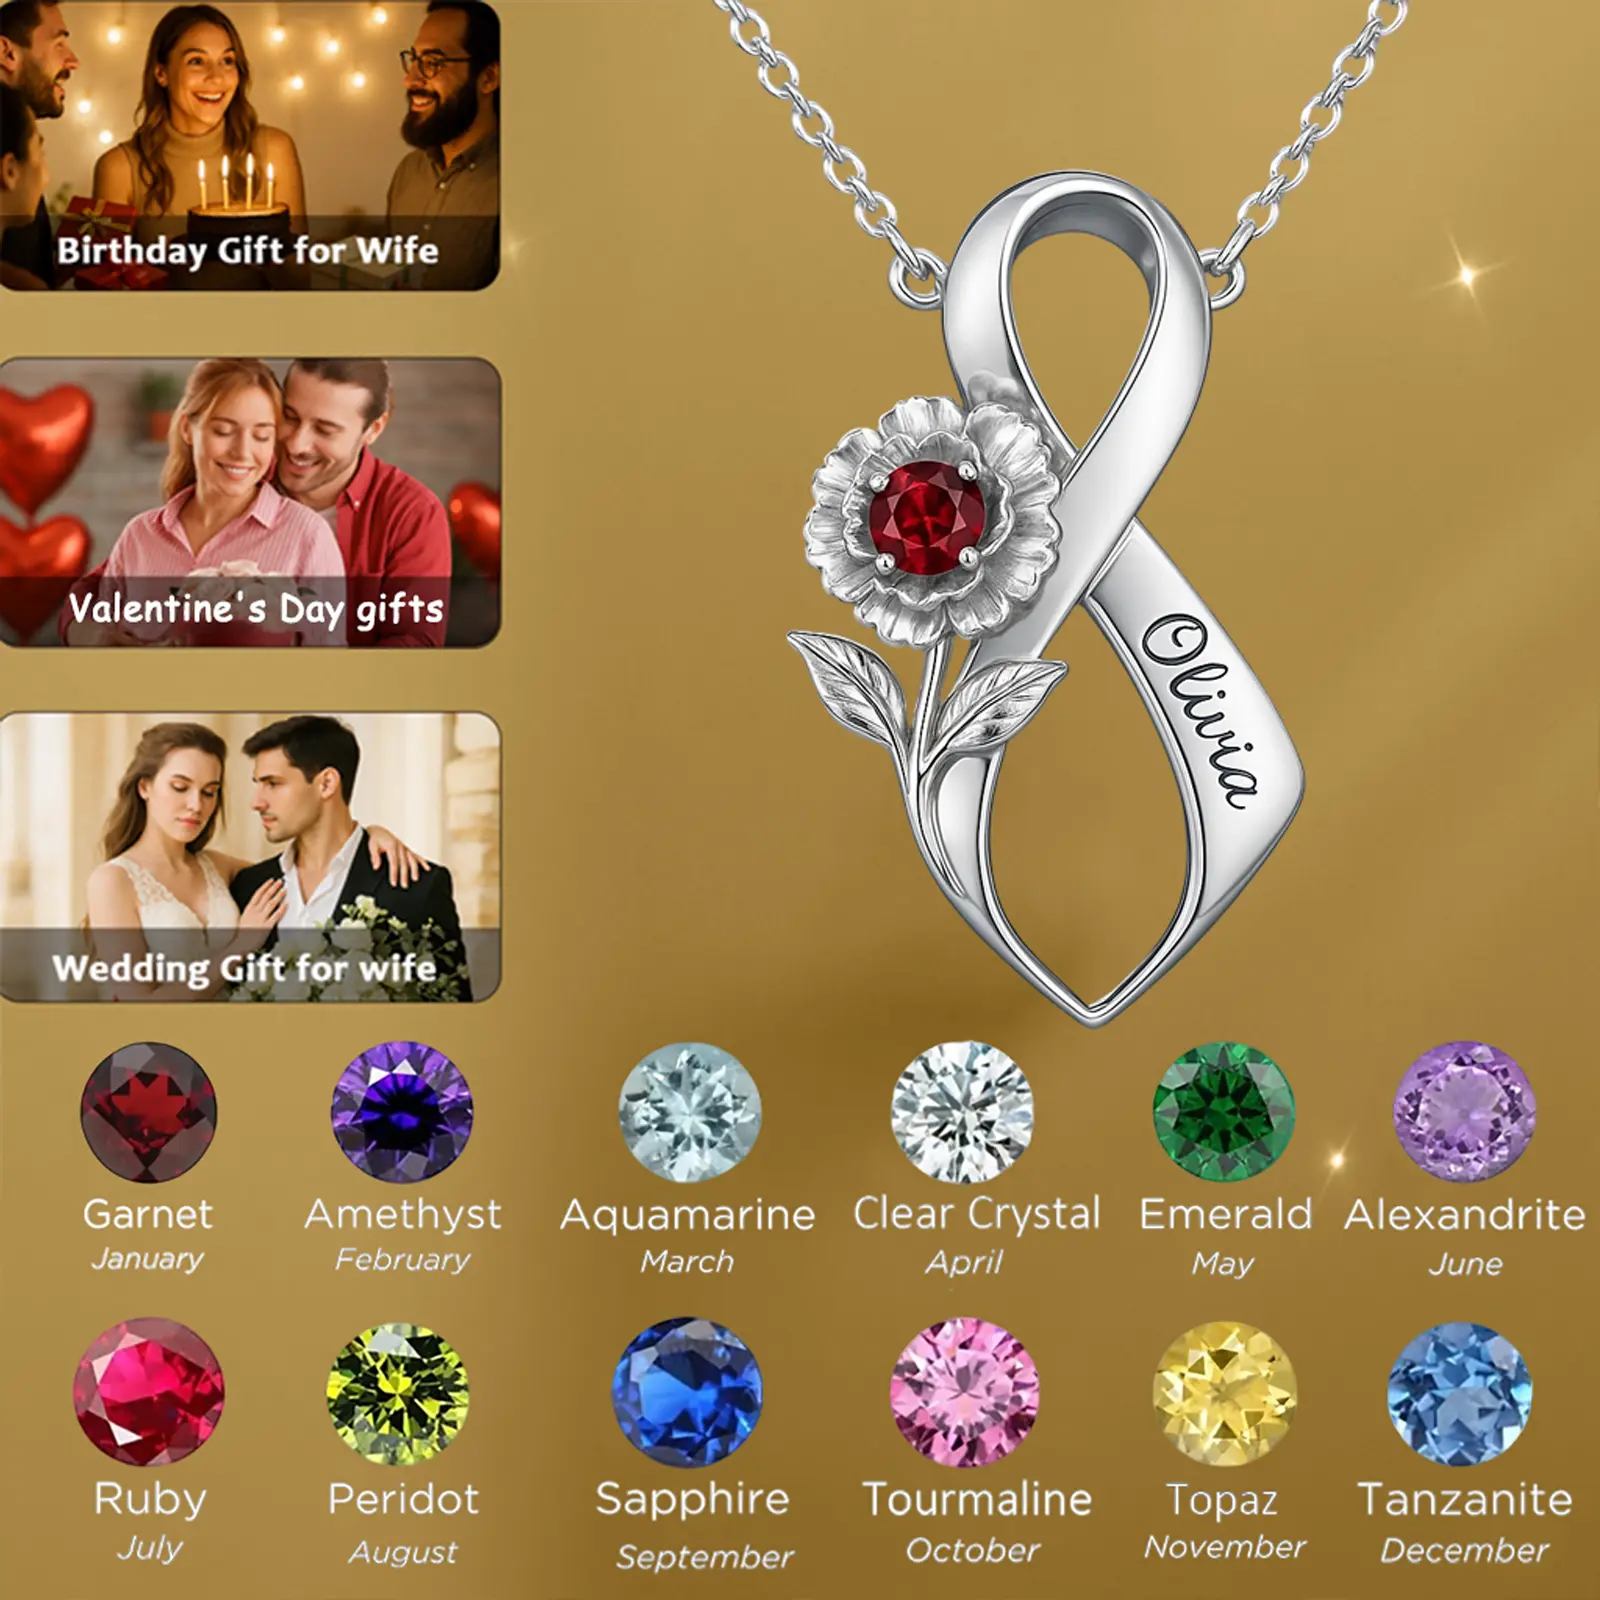 Birthday Gift for Wife
Valentine's Day gifts
Wedding Gift for wife
Olivia
Garnet
January
Amethyst
February
Aquamarine
March
Clear Crystal
April
Emerald
May
Alexandrite
June
Ruby
July
Peridot
August
Sapphire
September
Tourmaline
October
Topaz
November
Tanzanite
December